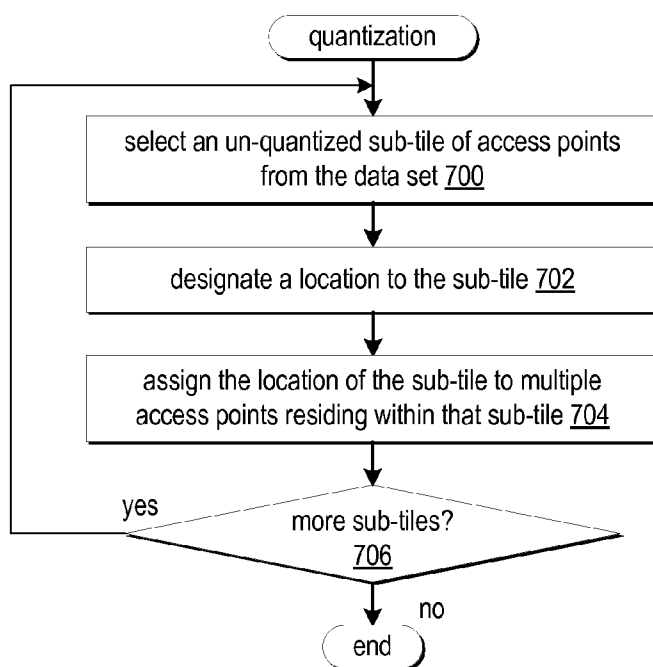 quantization
select an un-quantized sub-tile of access points
from the data set 700
designate a location to the sub-tile 702
assign the location of the sub-tile to multiple
access points residing within that sub-tile 704
yes
more sub-tiles?
706
no
end